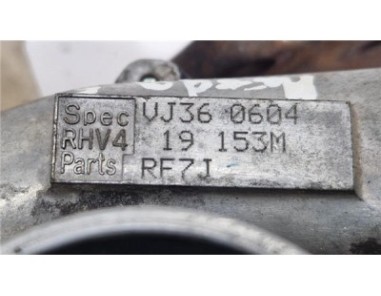 Spec VJ36 0604
RHV4 19 153M
Parts RF7J